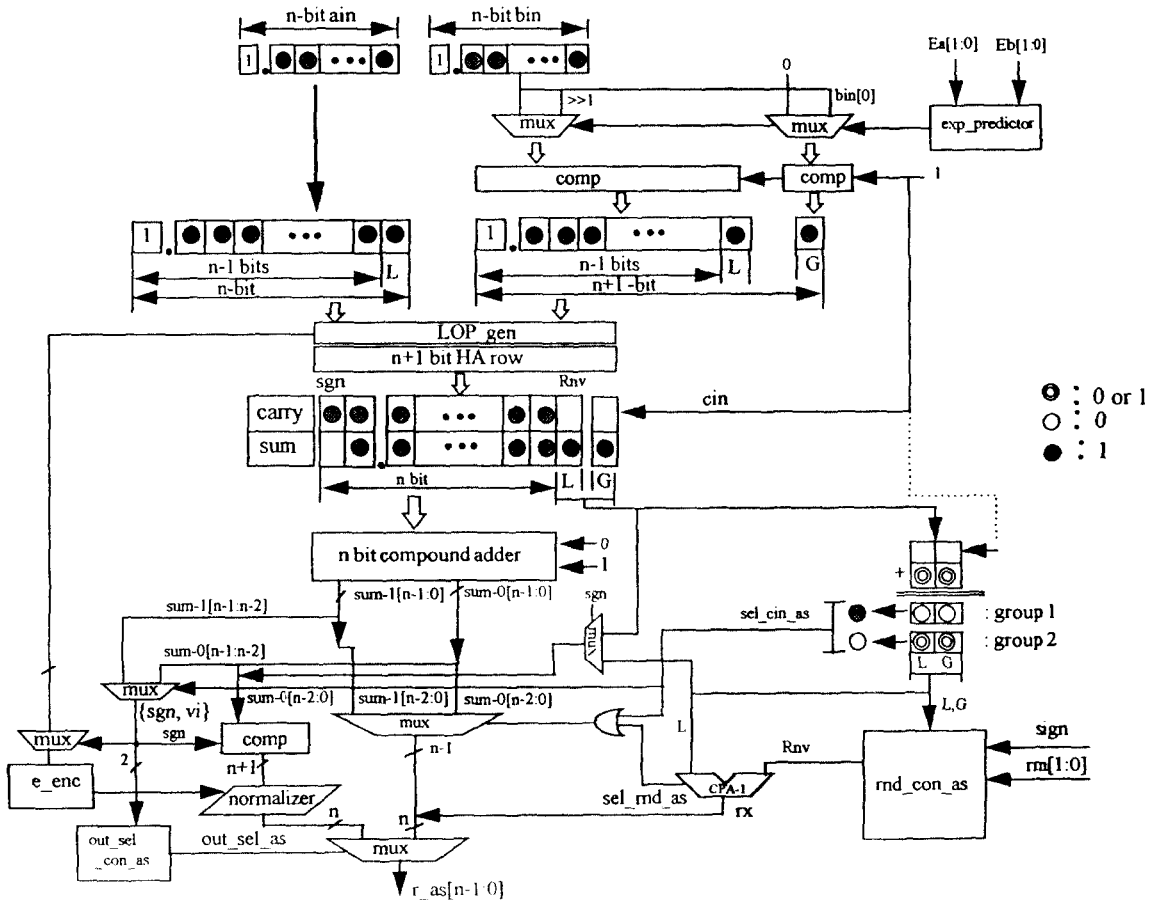 n-bit ain
n-bit bin
1 . •••
1 . •••
0
Ea[1:0] Eb[1:0]
>>1
bin[0]
mux
mux
exp_predictor
comp
comp
1
1 . •••
1 . •••
n-1 bits
L
n-bit
n-1 bits
L
G
n+1 -bit
LOP gen
n+1 bit HA row
sgn
Rnv
cin
carry
•••
sum
•••
n bit
L
G
: 0 or 1
: 0
: 1
n bit compound adder
0
1
+
sum-1[n-1:0]
sum-0[n-1:0]
sgn
mux
sum-1[n-1:n-2]
sel_cin_as
: group 1
: group 2
L G
sum-0[n-1:n-2]
mux
{sgn, vi}
sum-0[n-2:0]
sum-1[n-2:0]
sum-0[n-2:0]
mux
L
L,G
mux
sgn
comp
n-1
sign
2
n+1
Rnv
rm[1:0]
e_enc
normalizer
sel_rnd_as
CPA-1
rx
rnd_con_as
n
n
out_sel
_con_as
out_sel_as
mux
r_as[n-1:0]